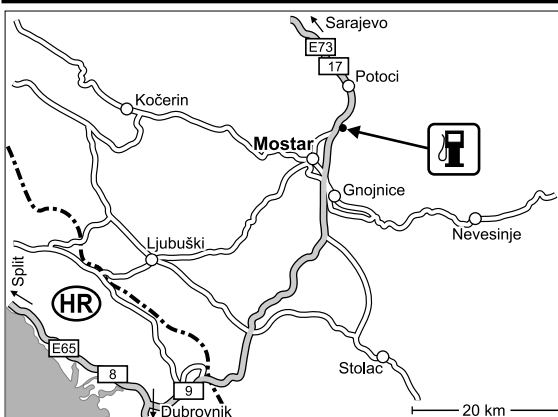 Sarajevo
E73
17
Potoci
Kočerin
Mostar
Gnojnice
Nevesinje
Ljubuški
Split
HR
E65
8
9
Stolac
Dubrovnik
20 km